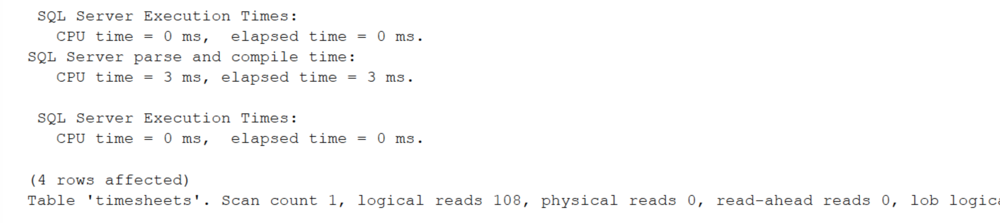 SQL Server Execution Times:
CPU time = 0 ms,  elapsed time = 0 ms.
SQL Server parse and compile time:
CPU time = 3 ms, elapsed time = 3 ms.
SQL Server Execution Times:
CPU time = 0 ms,  elapsed time = 0 ms.
(4 rows affected)
Table 'timesheets'. Scan count 1, logical reads 108, physical reads 0, read-ahead reads 0, lob